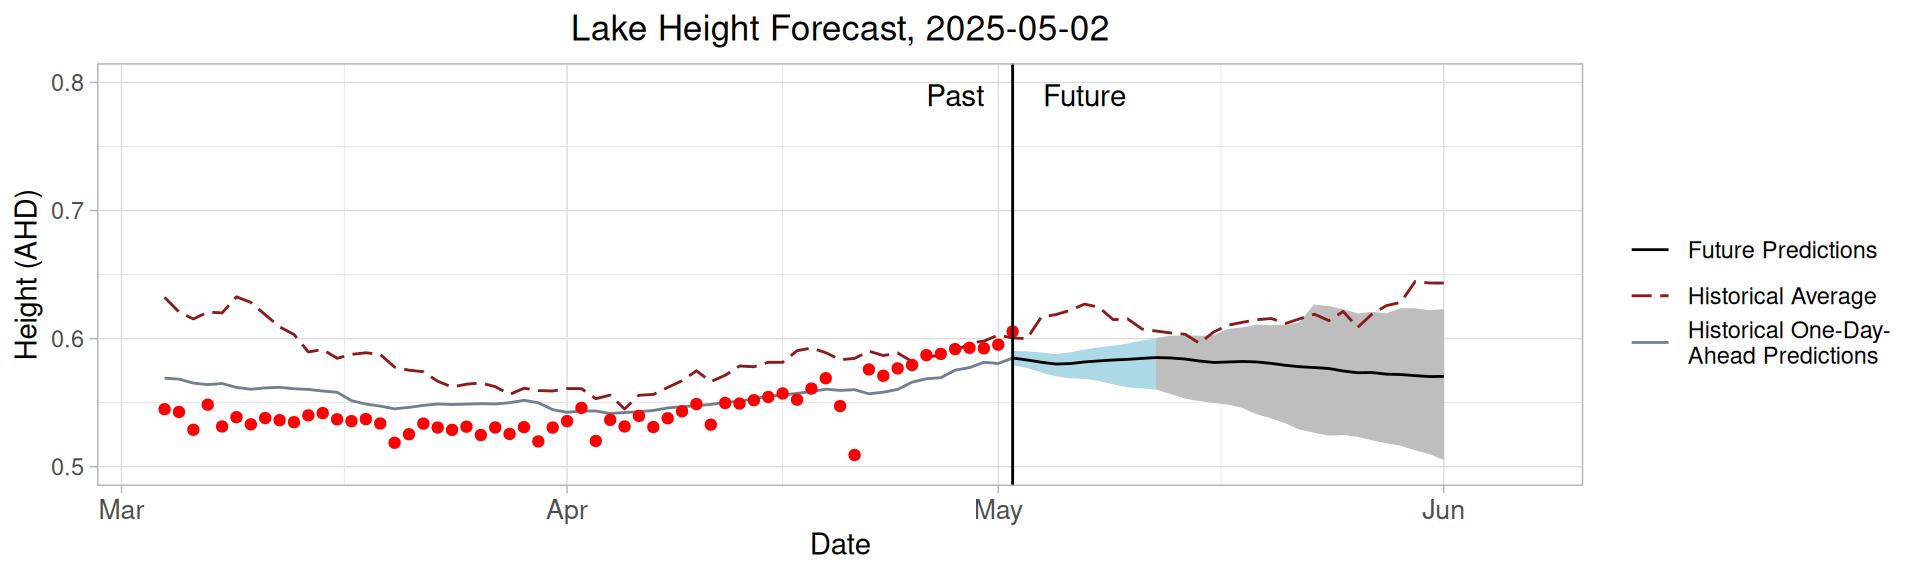 Lake Height Forecast, 2025-05-02
Past
Future
0.8
0.7
0.6
0.5
Height (AHD)
Mar
Apr
May
Jun
Date
Future Predictions
Historical Average
Historical One-Day-
Ahead Predictions